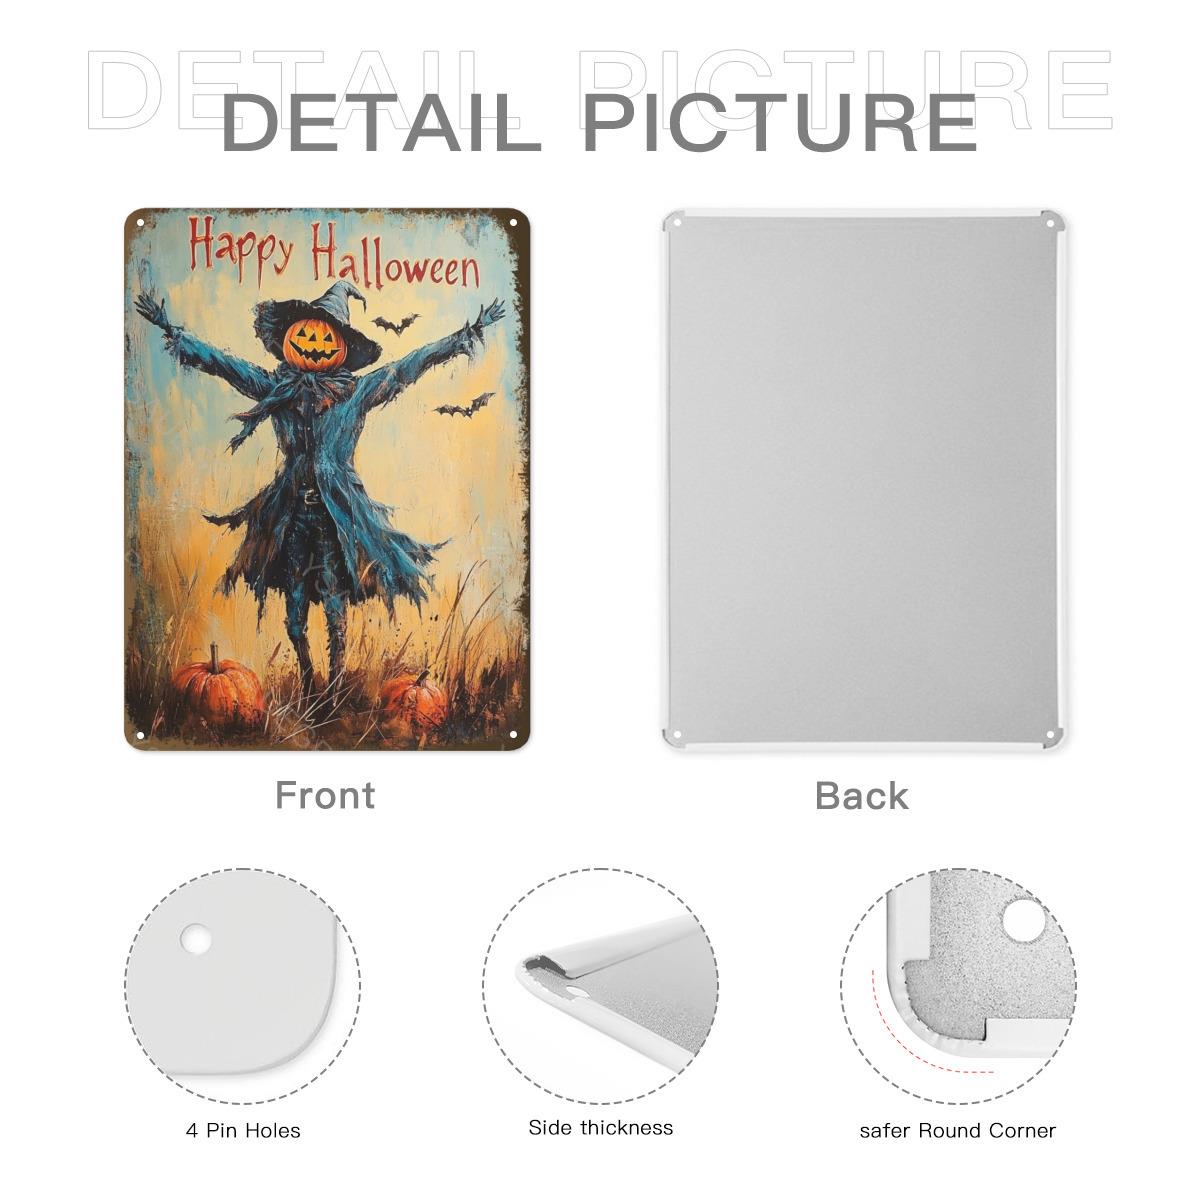 DETAIL PICTURE
DETAIL PICTURE
Happy Halloween
Front
Back
4 Pin Holes
Side thickness
safer Round Corner